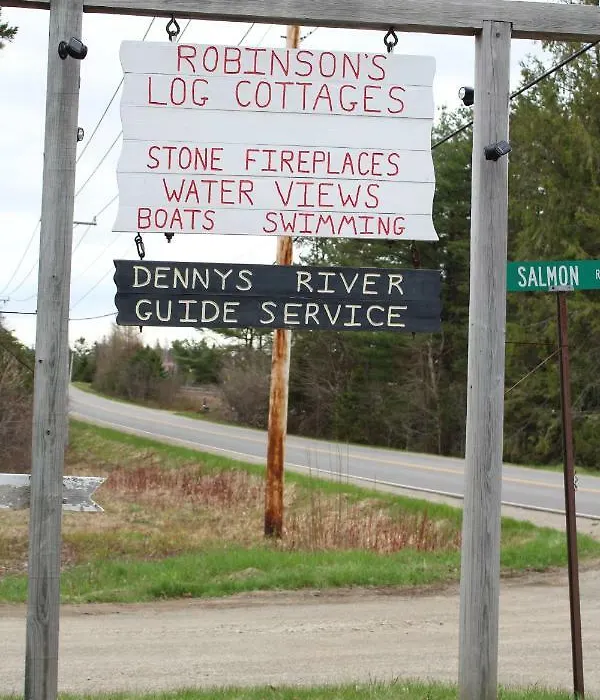 ROBINSON'S
LOG COTTAGES
STONE FIREPLACES
WATER VIEWS
BOATS SWIMMING
DENNYS RIVER
GUIDE SERVICE
SALMON R